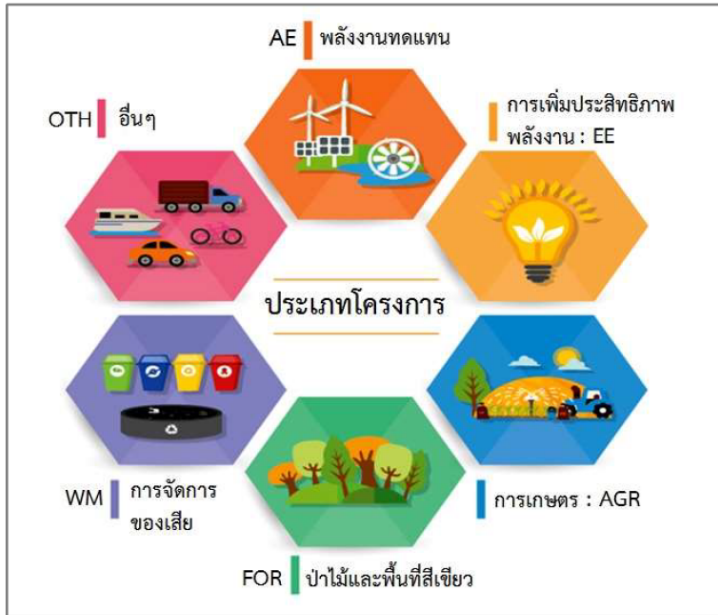 AE พลังงานทดแทน
OTH อื่นๆ
การเพิ่มประสิทธิภาพ
พลังงาน : EE
ประเภทโครงการ
WM การจัดการ
ของเสีย
การเกษตร : AGR
FOR ป่าไม้และพื้นที่สีเขียว